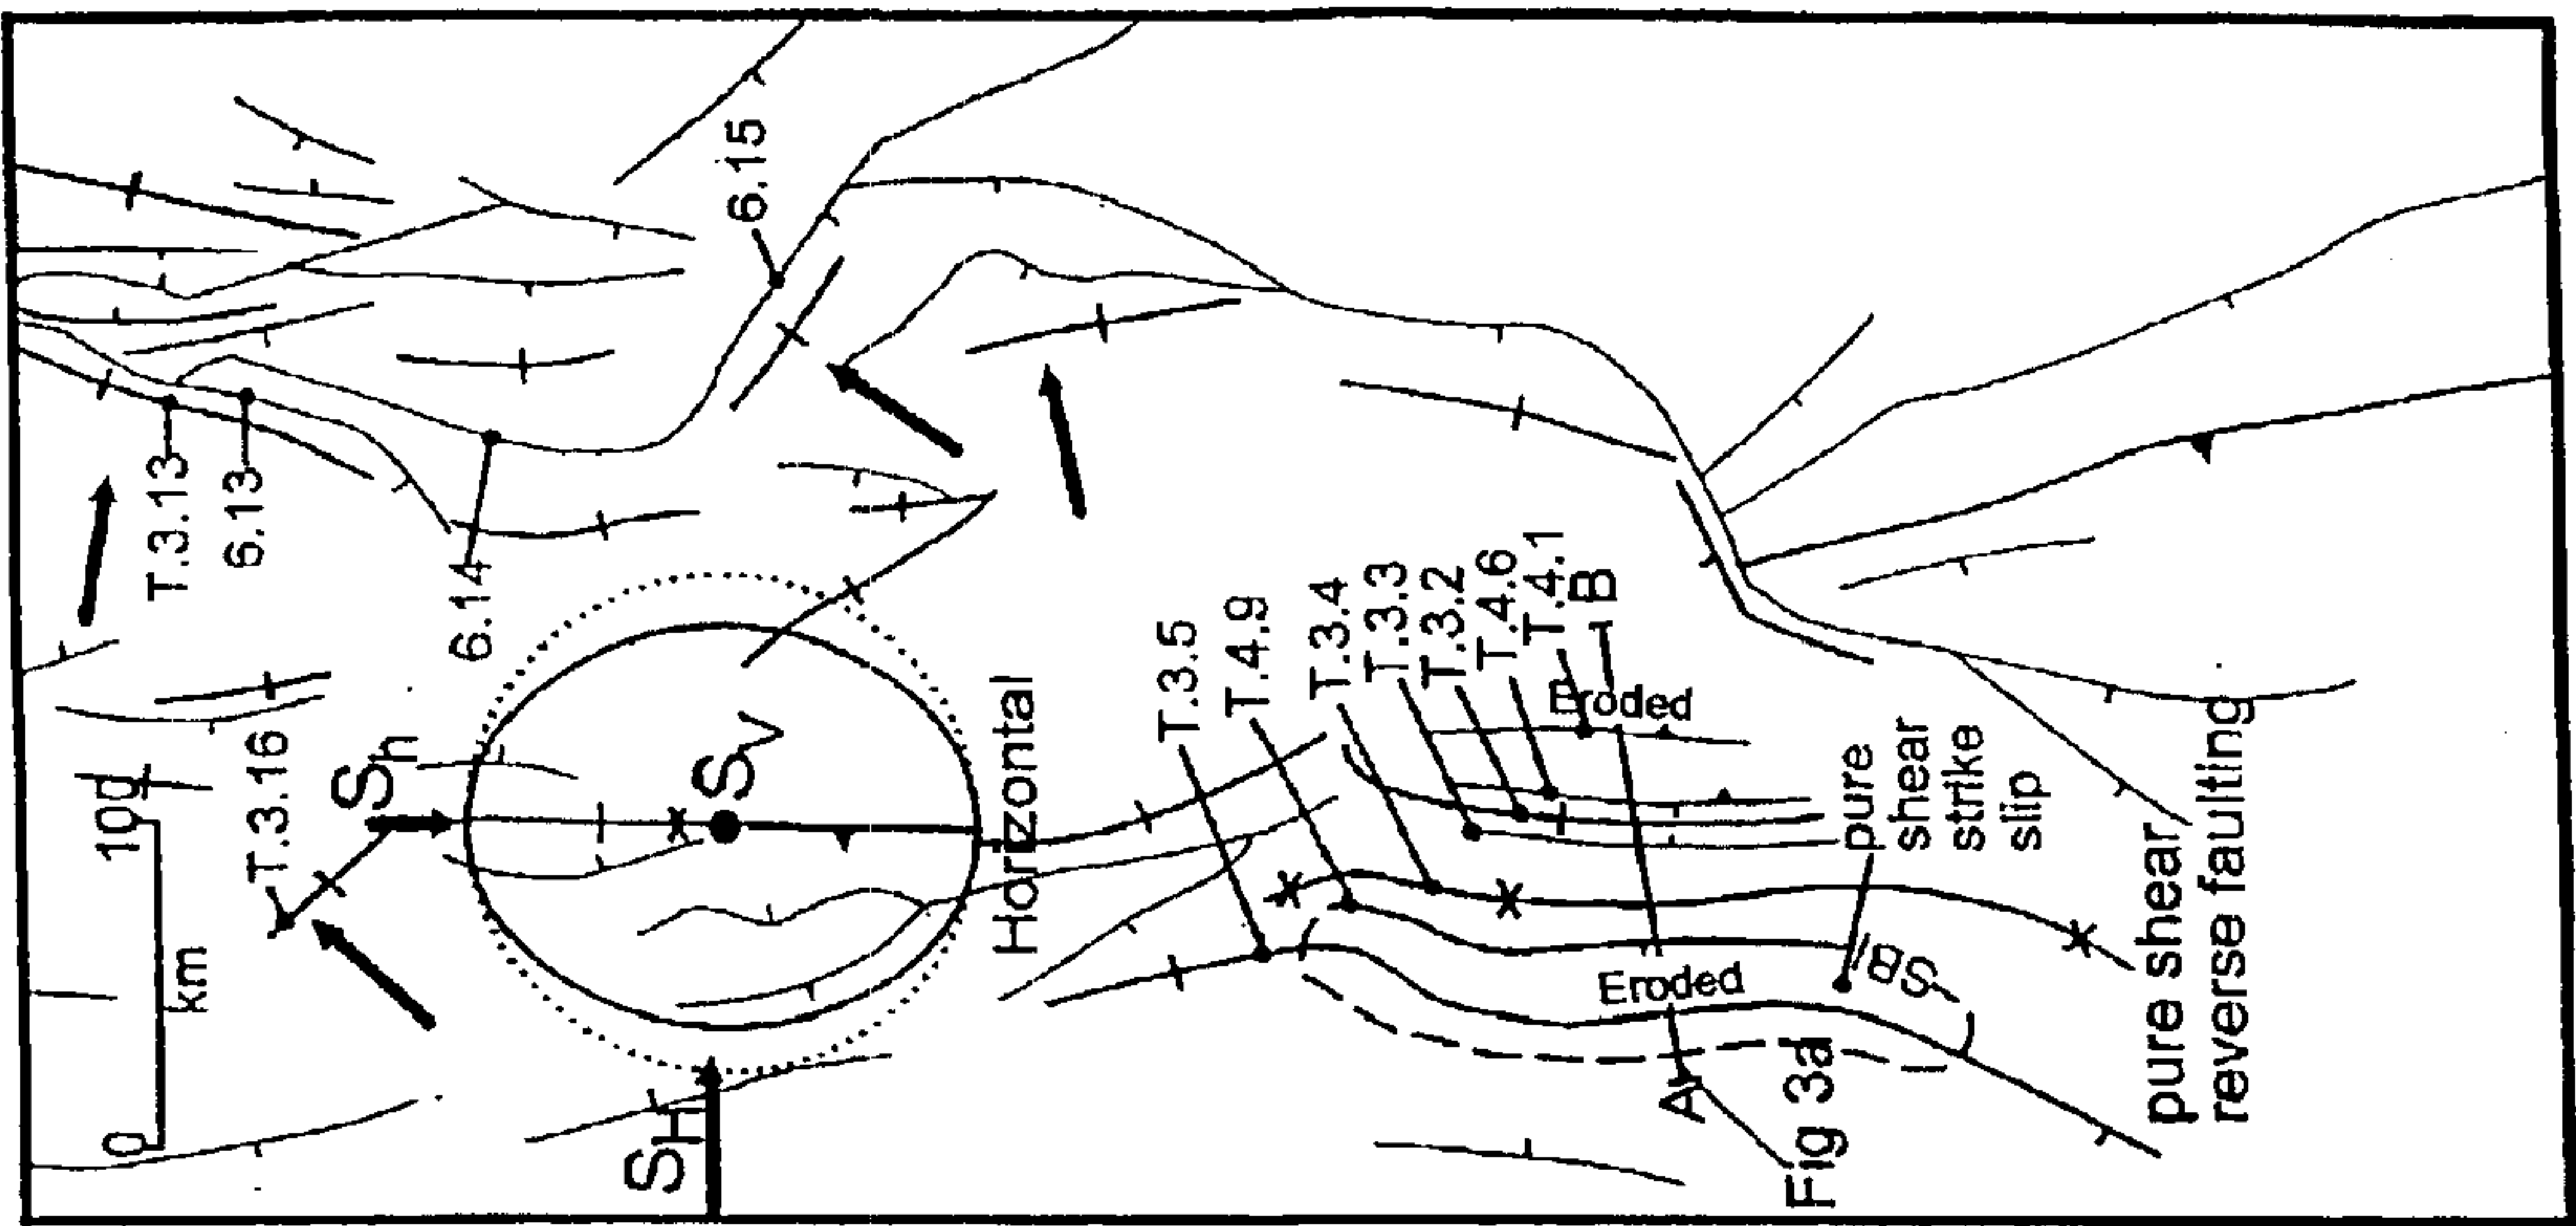 0
10
km
T.3.16
Sh
SV
SH
Horizontal
T.3.13
6.13
6.14
6.15
T.3.5
T.4.9
T.3.4
T.3.3
T.3.2
T.4.6
T.4.1
B
Eroded
Eroded
A
Fig 3a
SB
pure
shear
strike
slip
pure shear
reverse faulting